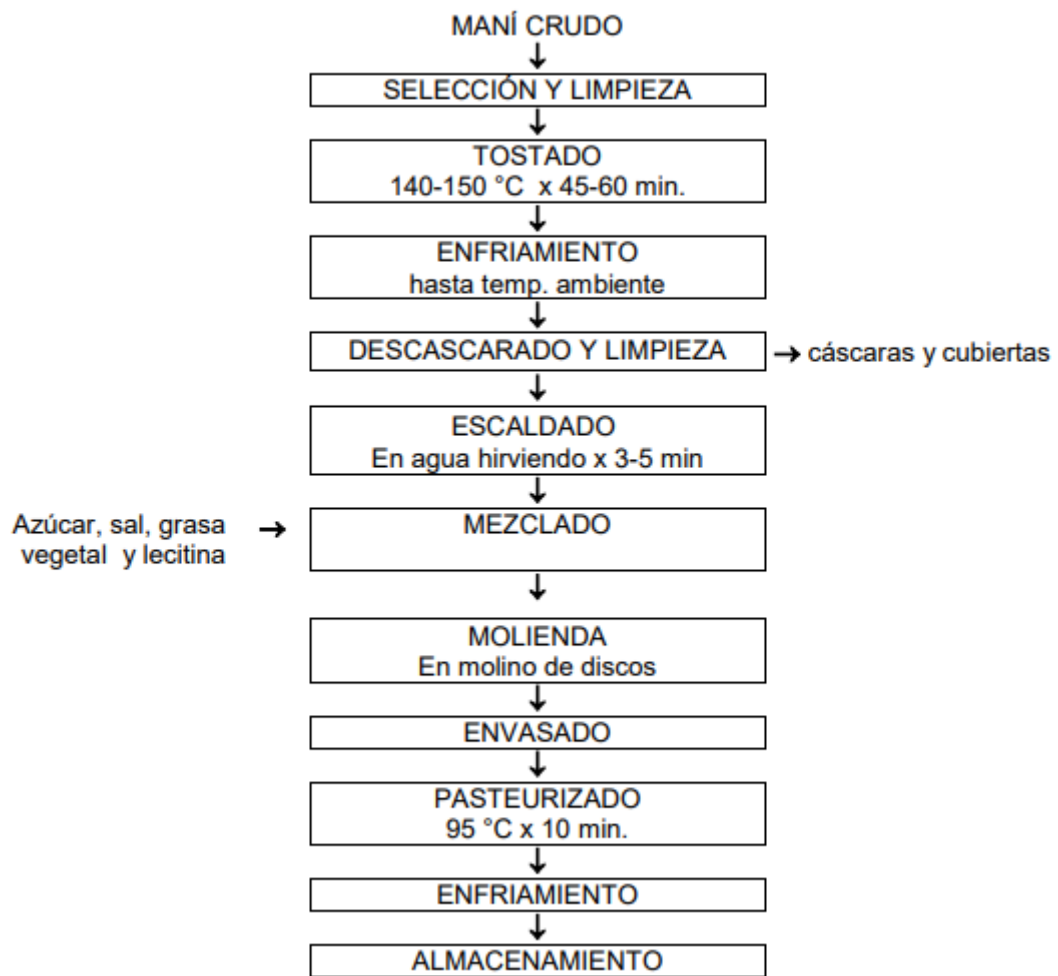 MANÍ CRUDO
SELECCIÓN Y LIMPIEZA
TOSTADO
140-150 °C x 45-60 min.
ENFRIAMIENTO
hasta temp. ambiente
DESCASCARADO Y LIMPIEZA
cáscaras y cubiertas
ESCALDADO
En agua hirviendo x 3-5 min
Azúcar, sal, grasa
vegetal y lecitina
MEZCLADO
MOLIENDA
En molino de discos
ENVASADO
PASTEURIZADO
95 °C x 10 min.
ENFRIAMIENTO
ALMACENAMIENTO